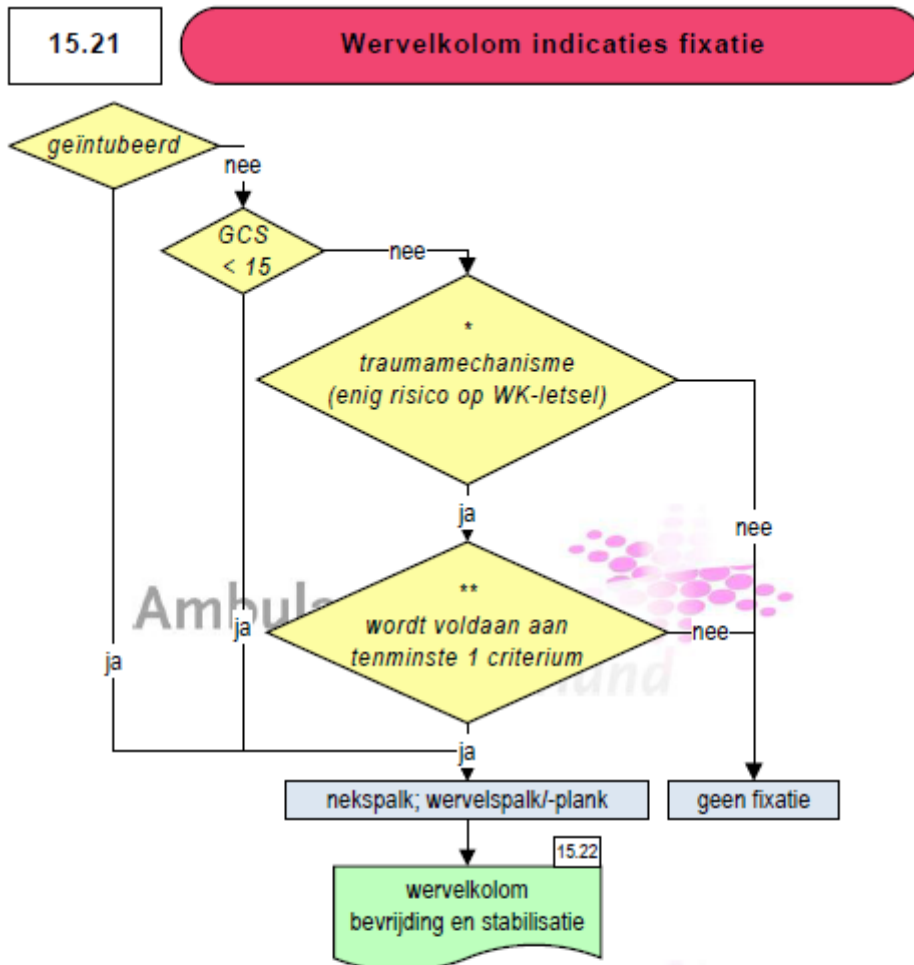 15.21
Wervelkolom indicaties fixatie
geïntubeerd
nee
GCS
< 15
nee
*
traumamechanisme
(enig risico op WK-letsel)
ja
nee
**
wordt voldaan aan
tenminste 1 criterium
nee
ja
ja
ja
nekspalk; wervelspalk/-plank
geen fixatie
15.22
wervelkolom
bevrijding en stabilisatie